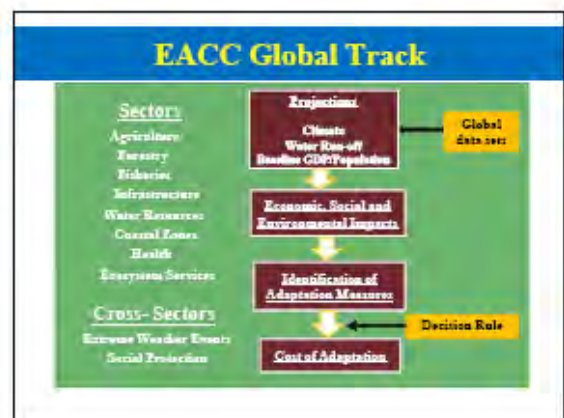 EACC Global Track
Sectors
Agriculture
Forestry
Fisheries
Infrastructure
Water Resources
Coastal Zones
Health
Ecosystem Services
Cross- Sectors
Extreme Weather Events
Social Protection
Projections
Climate
Water Run-off
Baseline GDP/Population
Economic, Social and
Environmental Impacts
Identification of
Adaptation Measures
Cost of Adaptation
Global
data sets
Decision Rule